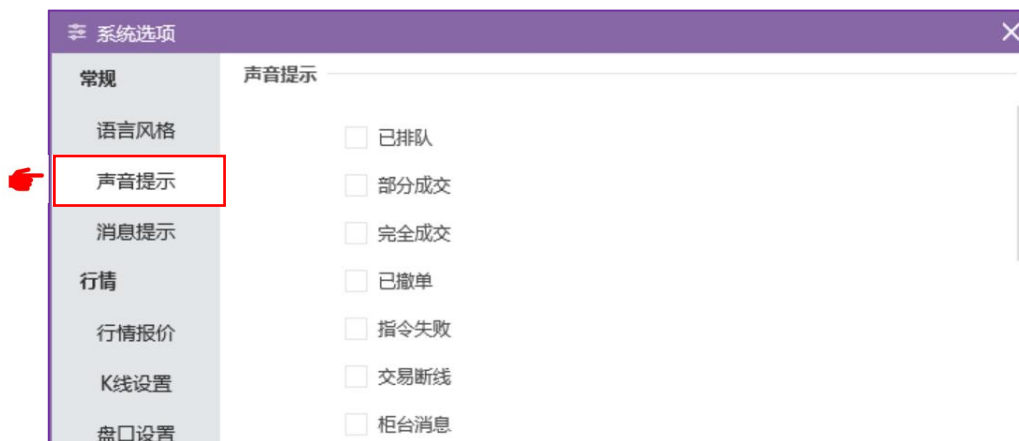 系统选项
常规
语言风格
声音提示
消息提示
行情
行情报价
K线设置
盘口设置
声音提示
已排队
部分成交
完全成交
已撤单
指令失败
交易断线
柜台消息